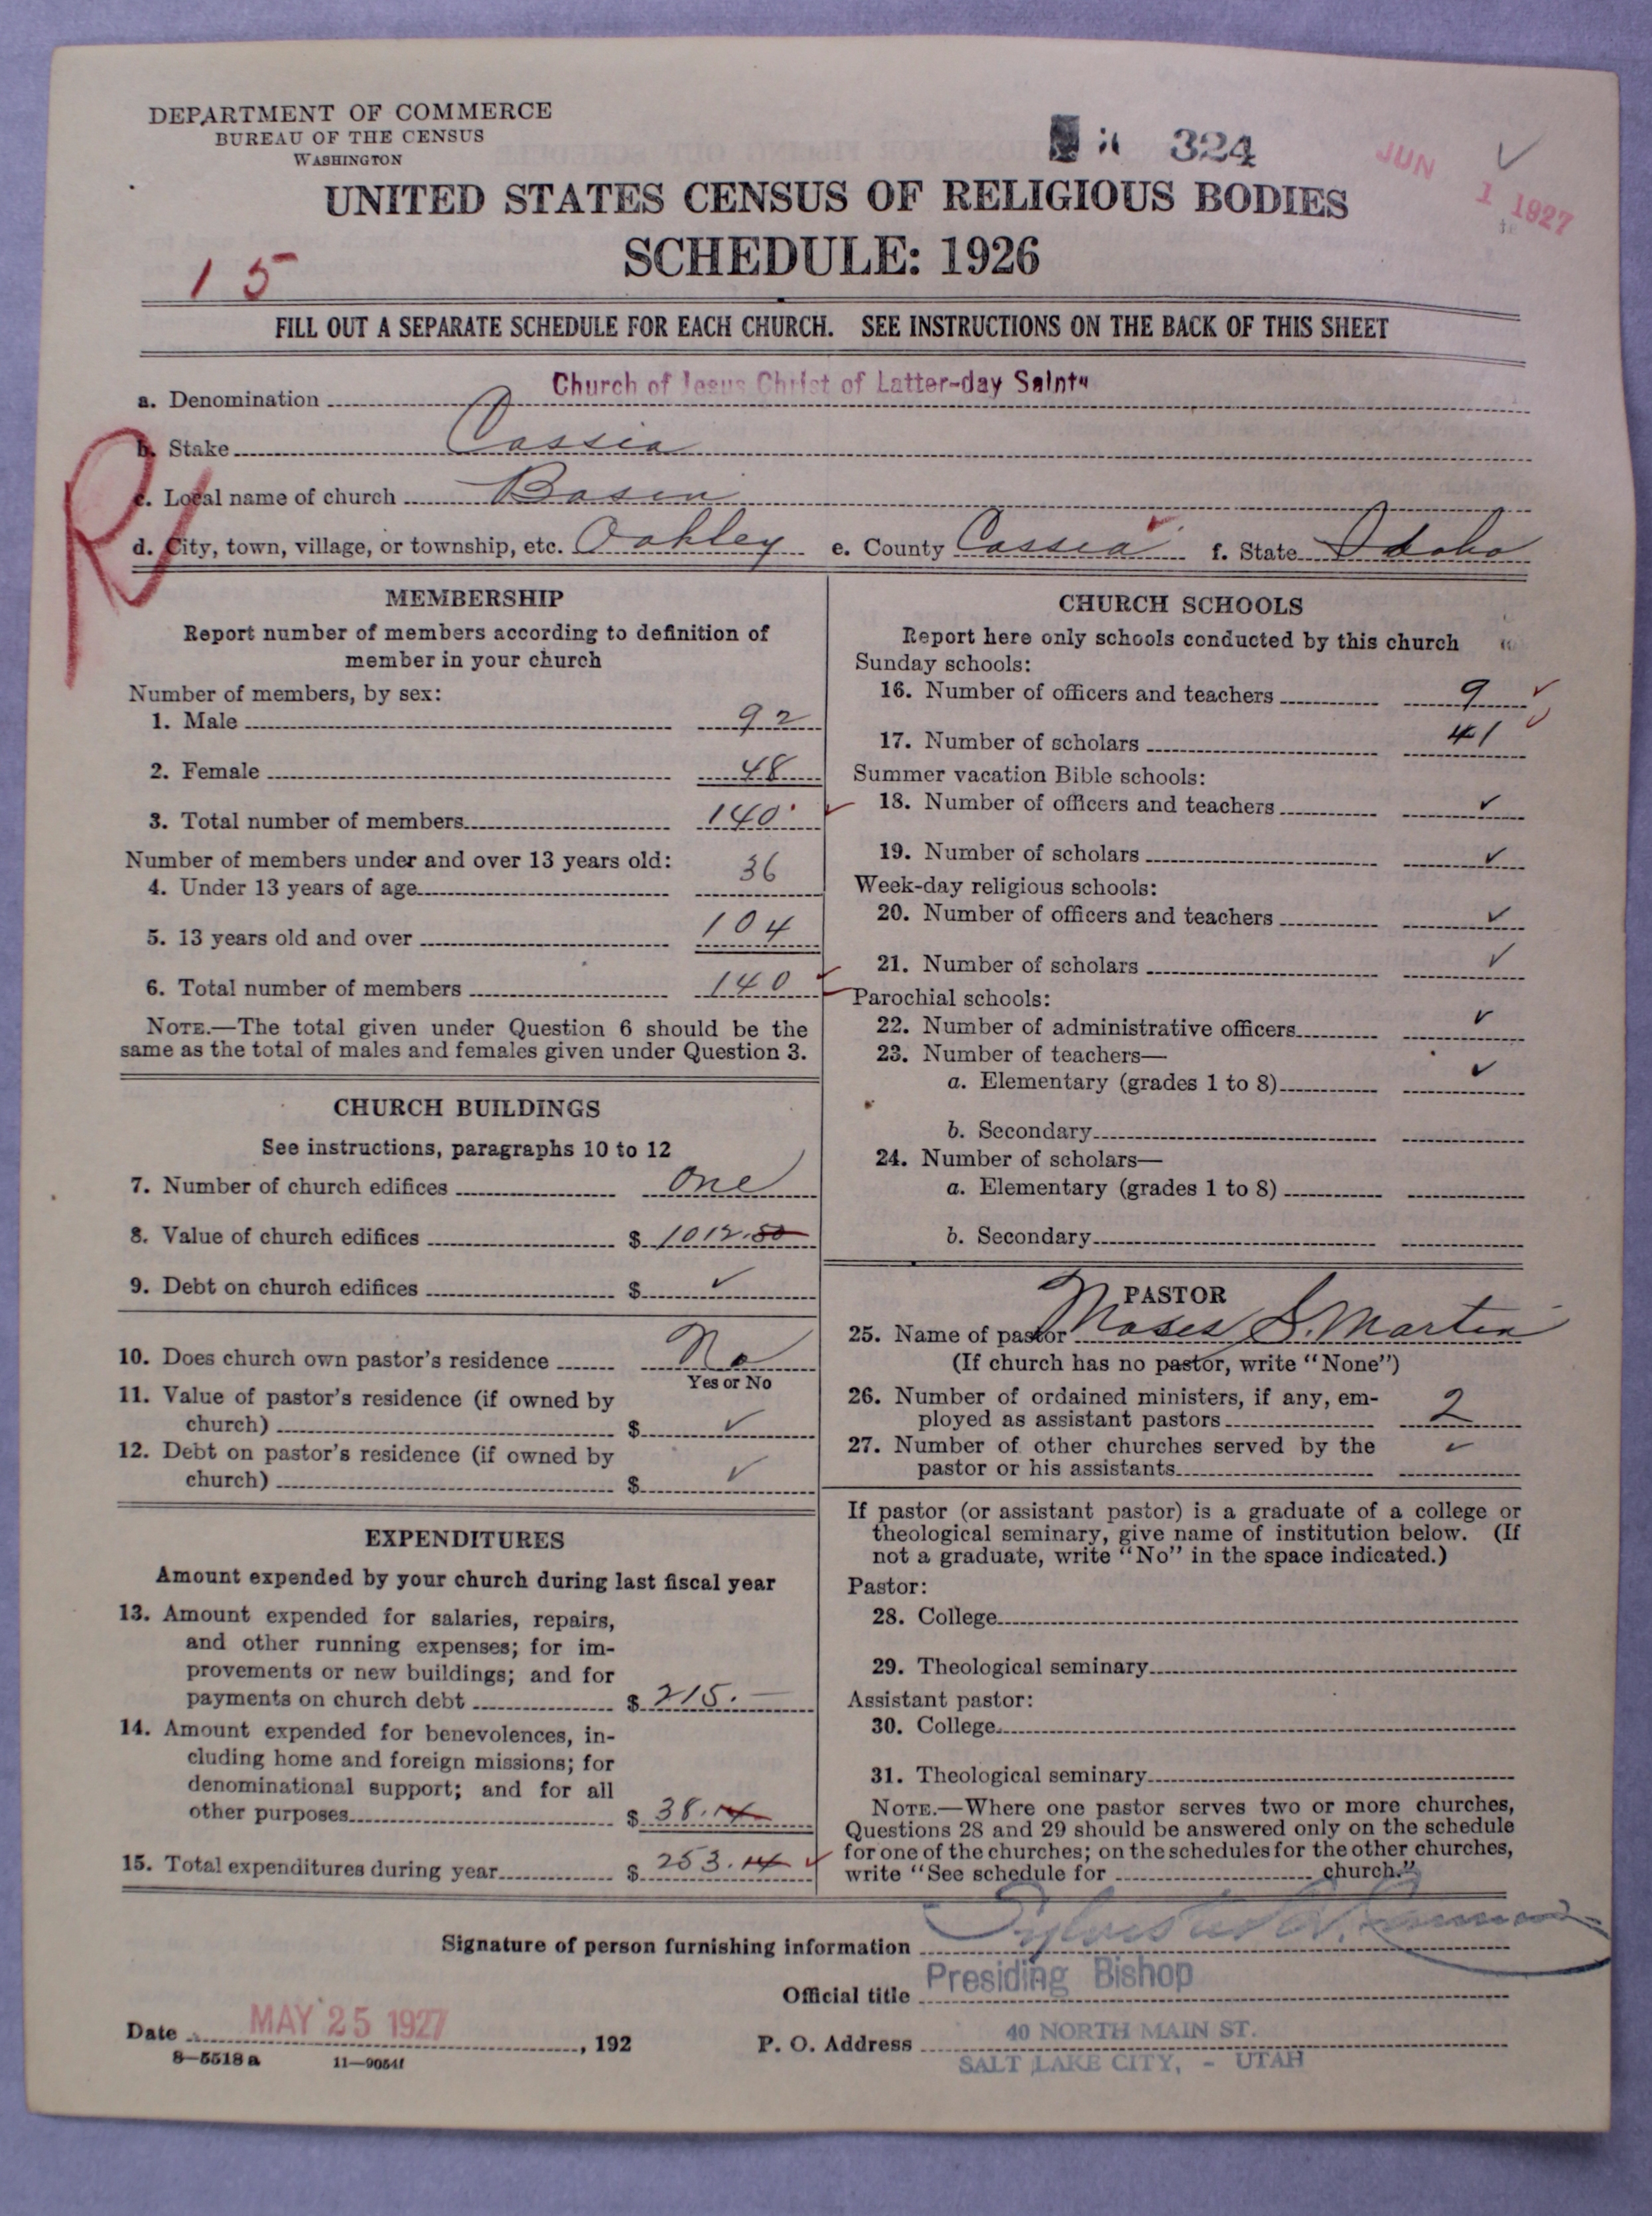 DEPARTMENT OF COMMERCE
BUREAU OF THE CENSUS
WASHINGTON
324
JUN 1 1927
UNITED STATES CENSUS OF RELIGIOUS BODIES
SCHEDULE: 1926
15
FILL OUT A SEPARATE SCHEDULE FOR EACH CHURCH. SEE INSTRUCTIONS ON THE BACK OF THIS SHEET
a. Denomination Church of Jesus Christ of Latter-day Saints
b. Stake Cassia
R
c. Local name of church Basin
d. City, town, village, or township, etc. Oakley e. County Cassia f. State Idaho
MEMBERSHIP
Report number of members according to definition of
member in your church
Number of members, by sex:
1. Male 92
2. Female 48
3. Total number of members 140
Number of members under and over 13 years old:
4. Under 13 years of age 36
5. 13 years old and over 104
6. Total number of members 140
NOTE.—The total given under Question 6 should be the
same as the total of males and females given under Question 3.
CHURCH BUILDINGS
See instructions, paragraphs 10 to 12
7. Number of church edifices One
8. Value of church edifices $ 1012.50
9. Debt on church edifices $ ✓
10. Does church own pastor's residence No
Yes or No
11. Value of pastor's residence (if owned by
church) $ ✓
12. Debt on pastor's residence (if owned by
church) $ ✓
EXPENDITURES
Amount expended by your church during last fiscal year
13. Amount expended for salaries, repairs,
and other running expenses; for im-
provements or new buildings; and for
payments on church debt $ 215.—
14. Amount expended for benevolences, in-
cluding home and foreign missions; for
denominational support; and for all
other purposes $ 38.14
15. Total expenditures during year $ 253.14
CHURCH SCHOOLS
Report here only schools conducted by this church
Sunday schools:
16. Number of officers and teachers 9
17. Number of scholars 41
Summer vacation Bible schools:
18. Number of officers and teachers ✓
19. Number of scholars ✓
Week-day religious schools:
20. Number of officers and teachers ✓
21. Number of scholars ✓
Parochial schools:
22. Number of administrative officers ✓
23. Number of teachers—
a. Elementary (grades 1 to 8) ✓
b. Secondary
24. Number of scholars—
a. Elementary (grades 1 to 8)
b. Secondary
PASTOR
25. Name of pastor Moses S. Martin
(If church has no pastor, write "None")
26. Number of ordained ministers, if any, em-
ployed as assistant pastors 2
27. Number of other churches served by the
pastor or his assistants ✓
If pastor (or assistant pastor) is a graduate of a college or
theological seminary, give name of institution below. (If
not a graduate, write "No" in the space indicated.)
Pastor:
28. College
29. Theological seminary
Assistant pastor:
30. College
31. Theological seminary
NOTE.—Where one pastor serves two or more churches,
Questions 28 and 29 should be answered only on the schedule
for one of the churches; on the schedules for the other churches,
write "See schedule for church."
Signature of person furnishing information Sylvester Q. Cannon
Official title Presiding Bishop
Date MAY 25 1927, 192 P. O. Address 40 NORTH MAIN ST.
SALT LAKE CITY, - UTAH
8—5518a 11—9054f